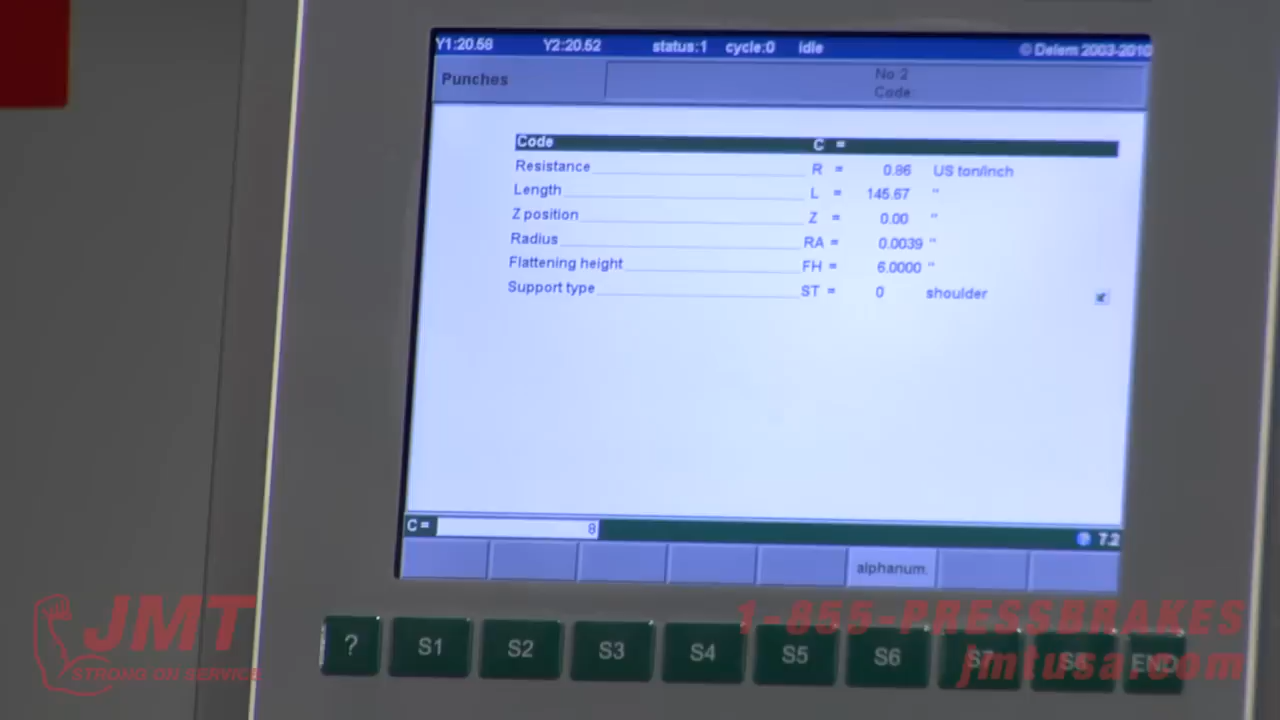 Y1:20.58 Y2:20.52 status:1 cycle:0 idle © Delem 2003-2010
Punches
No 2
Code
Code C =
Resistance R = 0.86 US ton/inch
Length L = 145.67 "
Z position Z = 0.00 "
Radius RA = 0.0039 "
Flattening height FH = 6.0000 "
Support type ST = 0 shoulder
C = 8 7.2
alphanum.
? S1 S2 S3 S4 S5 S6 S7 S8 END
JMT
STRONG ON SERVICE
1-855-PRESSBRAKES
jmtusa.com